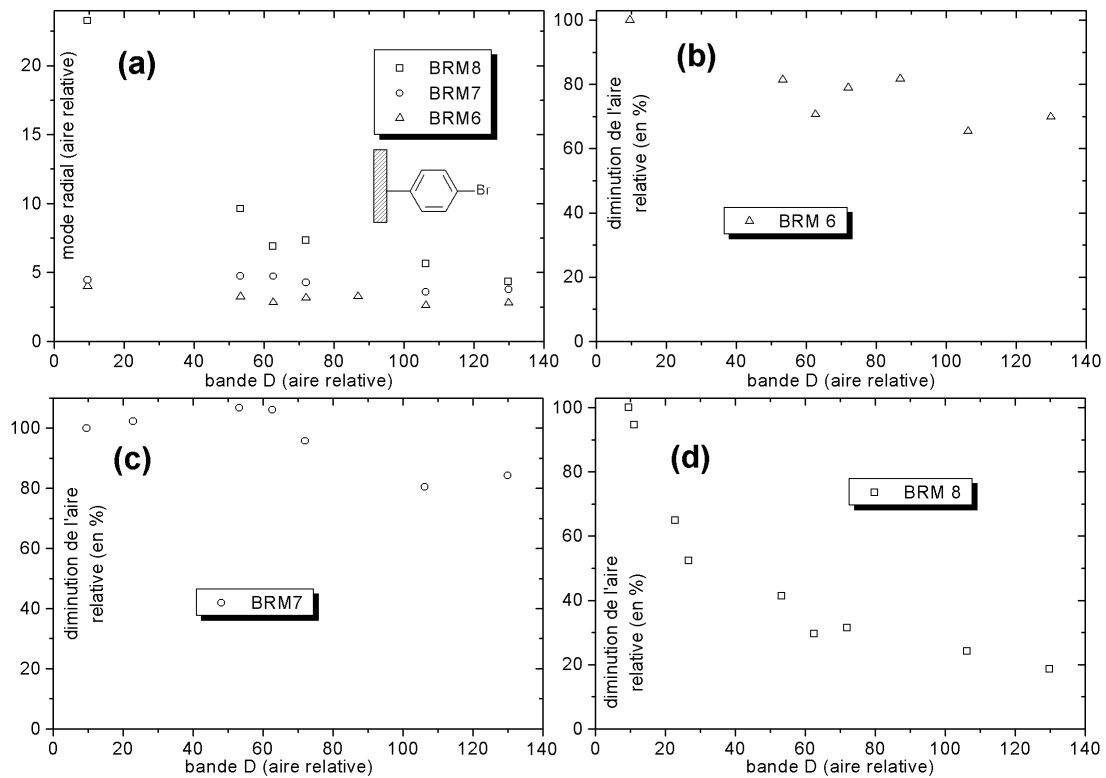 (a)
BRM8
BRM7
BRM6
Br
mode radial (aire relative)
25
20
15
10
5
0
0 20 40 60 80 100 120 140
bande D (aire relative)
(b)
BRM 6
diminution de l'aire
relative (en %)
100
80
60
40
20
0
0 20 40 60 80 100 120 140
bande D (aire relative)
(c)
BRM7
diminution de l'aire
relative (en %)
100
80
60
40
20
0
0 20 40 60 80 100 120 140
bande D (aire relative)
(d)
BRM 8
diminution de l'aire
relative (en %)
100
80
60
40
20
0
0 20 40 60 80 100 120 140
bande D (aire relative)